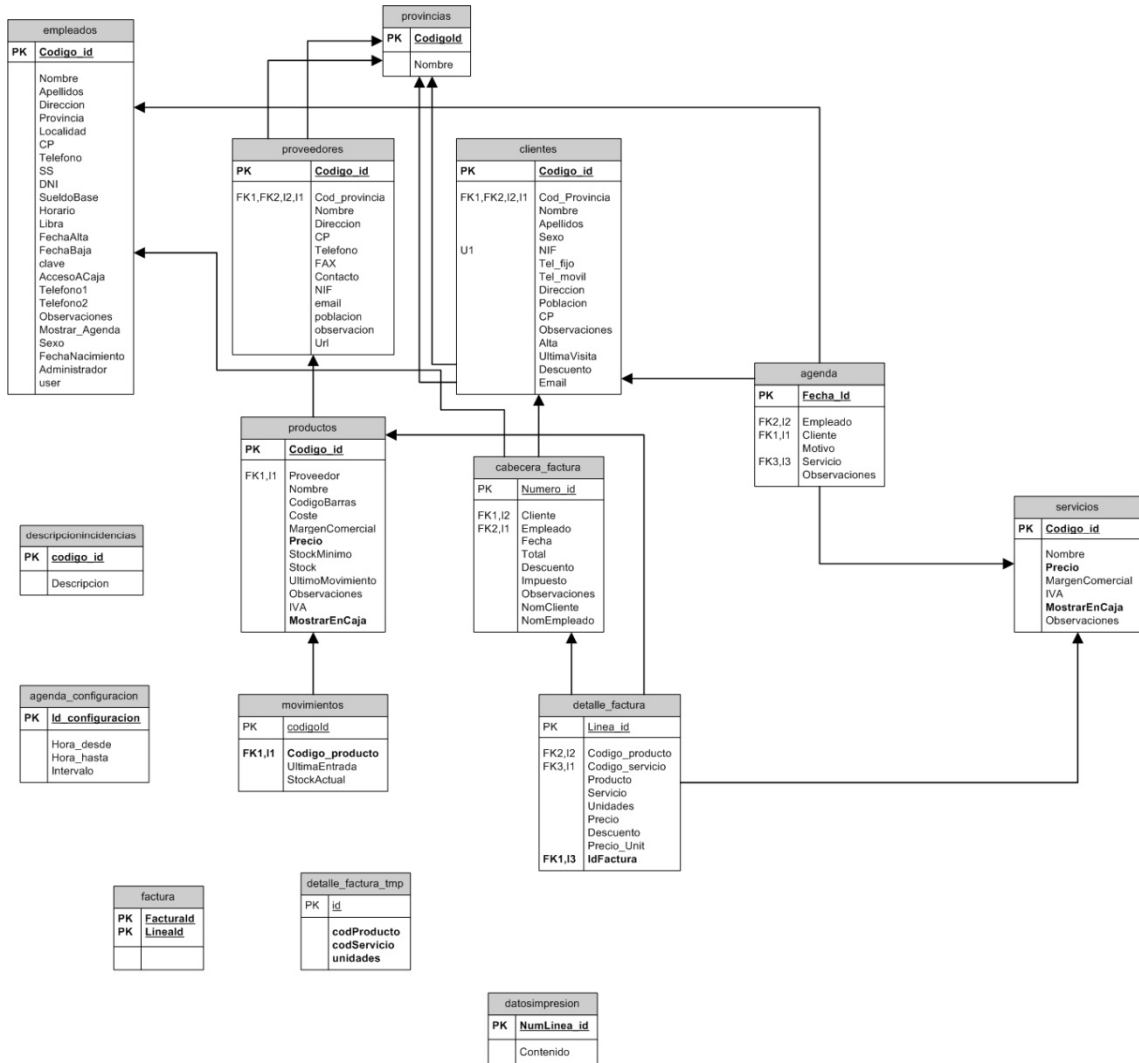 empleados
PK Codigo_id
Nombre
Apellidos
Direccion
Provincia
Localidad
CP
Telefono
SS
DNI
SueldoBase
Horario
Libra
FechaAlta
FechaBaja
clave
AccesoACaja
Telefono1
Telefono2
Observaciones
Mostrar_Agenda
Sexo
FechaNacimiento
Administrador
user
provincias
PK CodigoId
Nombre
proveedores
PK Codigo_id
FK1,FK2,I2,I1 Cod_provincia
Nombre
Direccion
CP
Telefono
FAX
Contacto
NIF
email
poblacion
observacion
Url
clientes
PK Codigo_id
FK1,FK2,I2,I1 Cod_Provincia
Nombre
Apellidos
Sexo
U1 NIF
Tel_fijo
Tel_movil
Direccion
Poblacion
CP
Observaciones
Alta
UltimaVisita
Descuento
Email
agenda
PK Fecha_Id
FK2,I2 Empleado
FK1,I1 Cliente
Motivo
FK3,I3 Servicio
Observaciones
productos
PK Codigo_id
FK1,I1 Proveedor
Nombre
CodigoBarras
Coste
MargenComercial
Precio
StockMinimo
Stock
UltimoMovimiento
Observaciones
IVA
MostrarEnCaja
cabecera_factura
PK Numero_id
FK1,I2 Cliente
FK2,I1 Empleado
Fecha
Total
Descuento
Impuesto
Observaciones
NomCliente
NomEmpleado
servicios
PK Codigo_id
Nombre
Precio
MargenComercial
IVA
MostrarEnCaja
Observaciones
descripcionincidencias
PK codigo_id
Descripcion
agenda_configuracion
PK Id_configuracion
Hora_desde
Hora_hasta
Intervalo
movimientos
PK codigoId
FK1,I1 Codigo_producto
UltimaEntrada
StockActual
detalle_factura
PK Linea_id
FK2,I2 Codigo_producto
FK3,I1 Codigo_servicio
Producto
Servicio
Unidades
Precio
Descuento
Precio_Unit
FK1,I3 IdFactura
factura
PK FacturaId
PK LineaId
detalle_factura_tmp
PK id
codProducto
codServicio
unidades
datosimpresion
PK NumLinea_id
Contenido